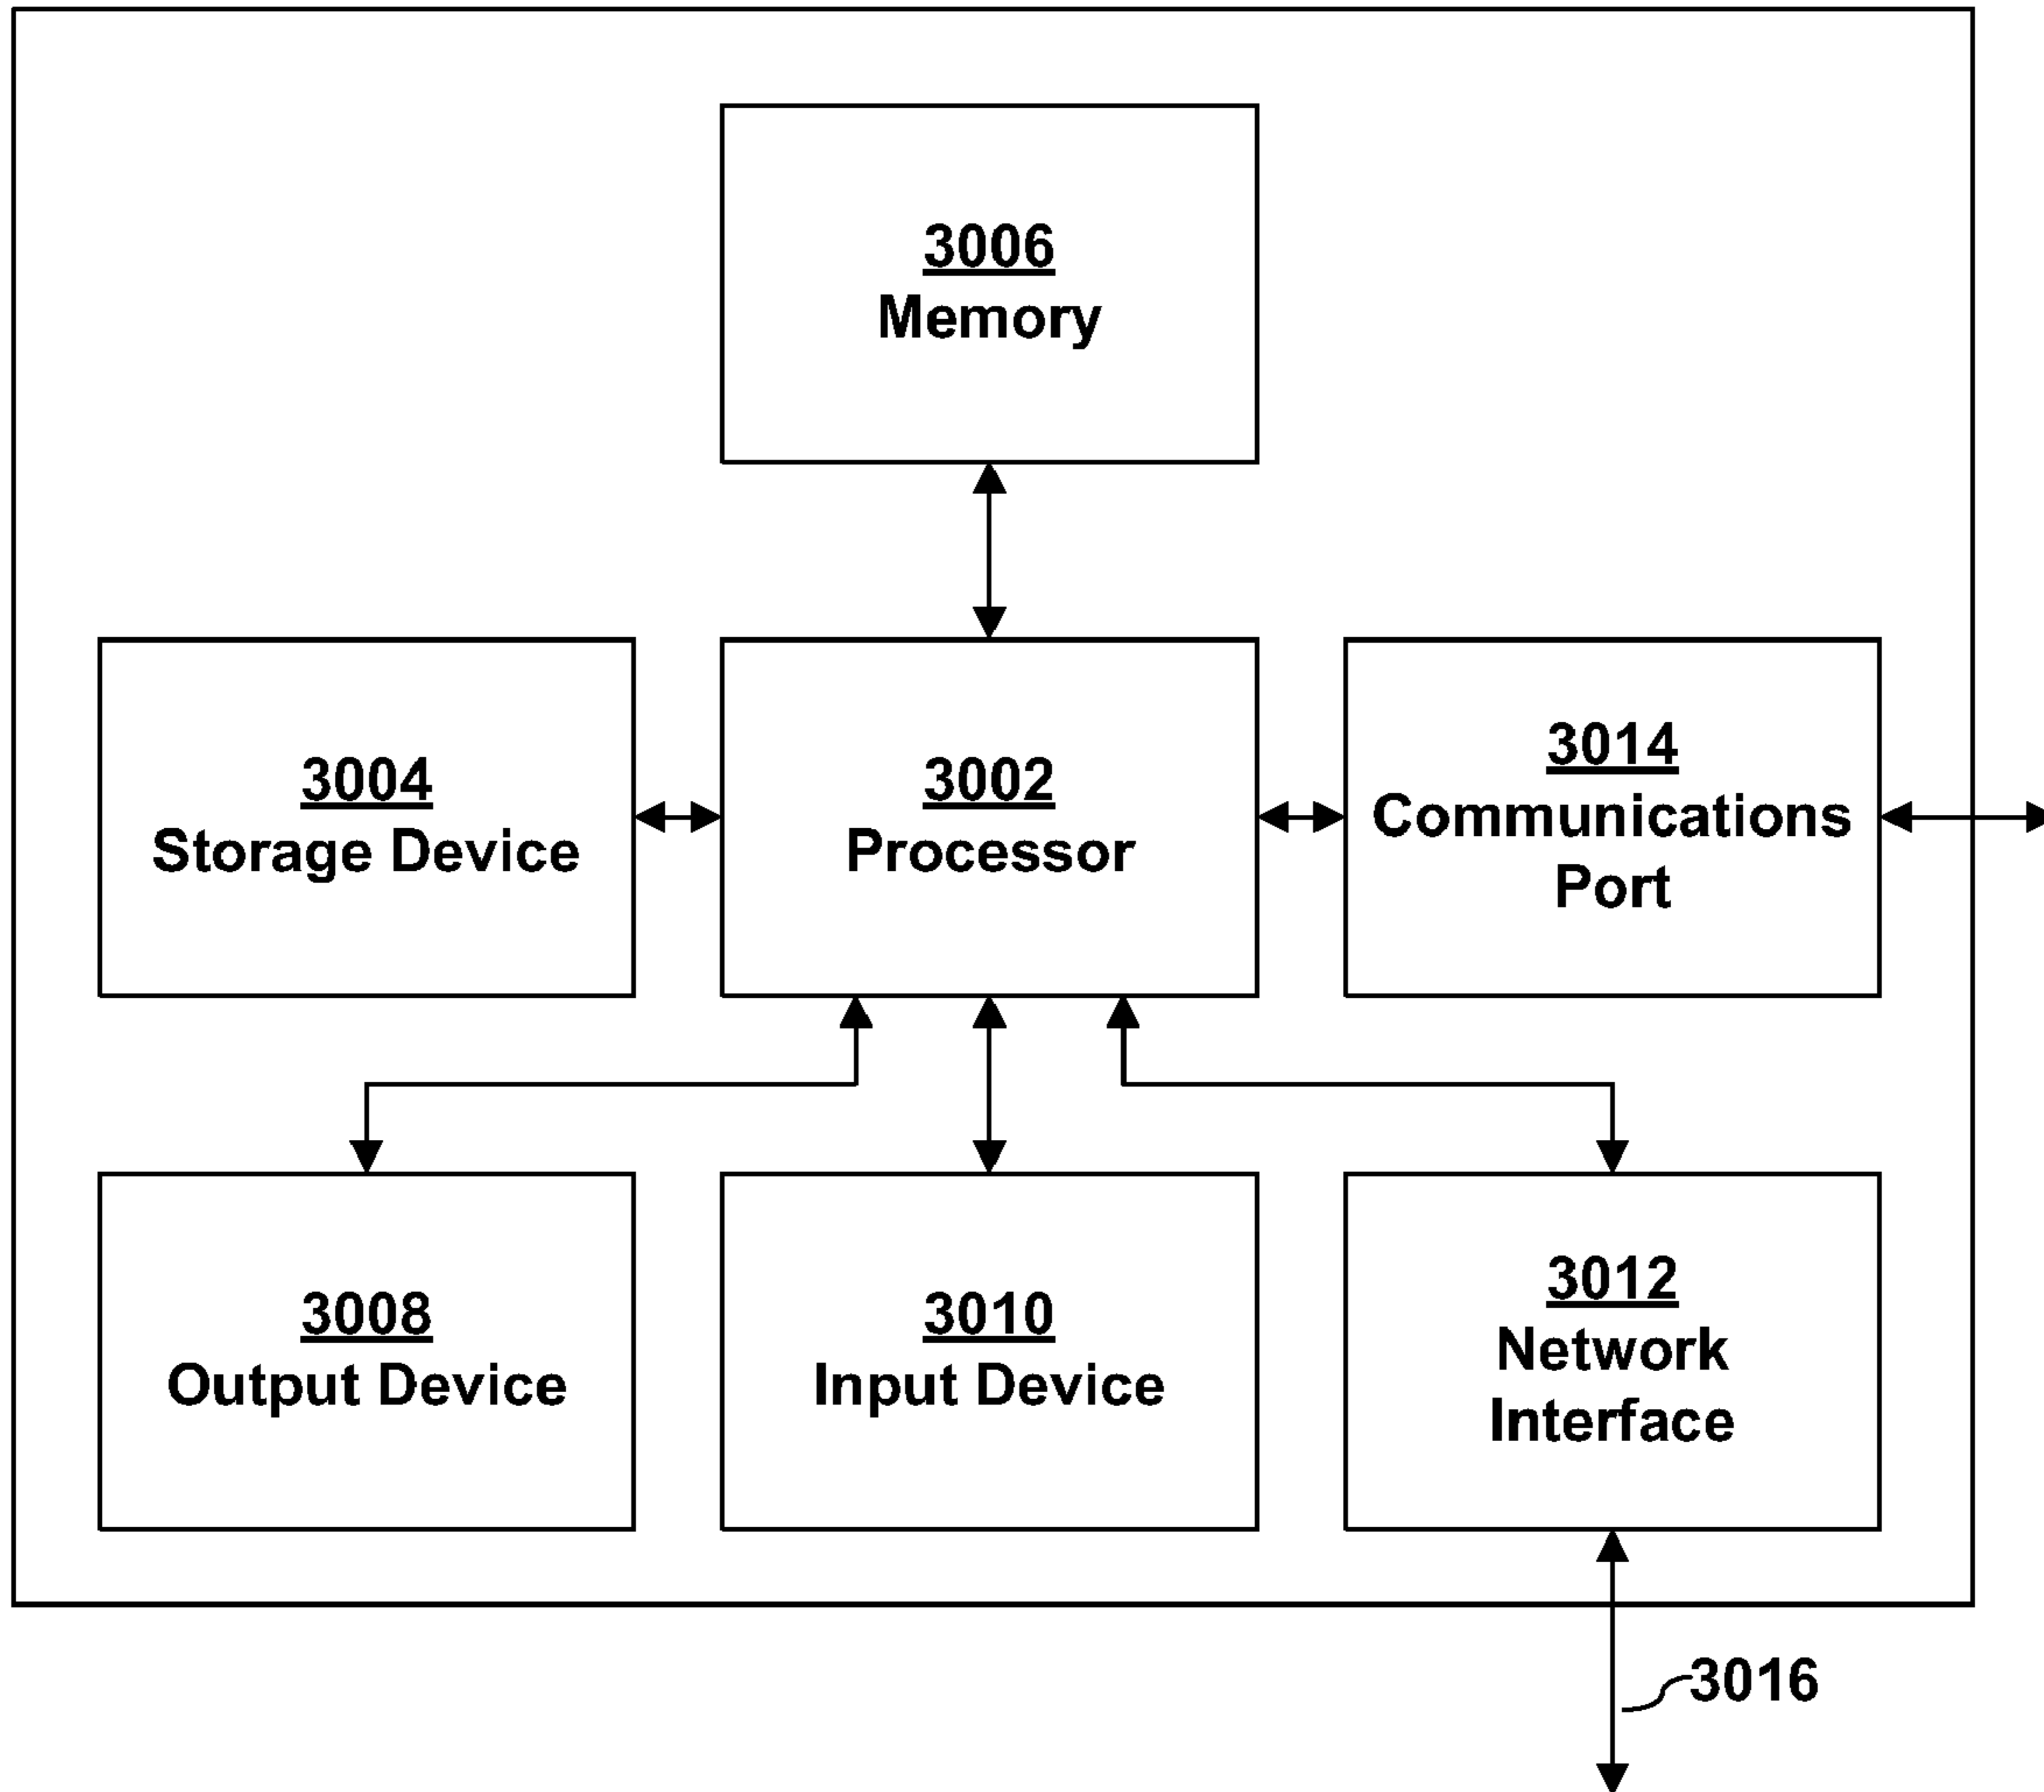 3006
Memory
3004
Storage Device
3002
Processor
3014
Communications
Port
3008
Output Device
3010
Input Device
3012
Network
Interface
3016